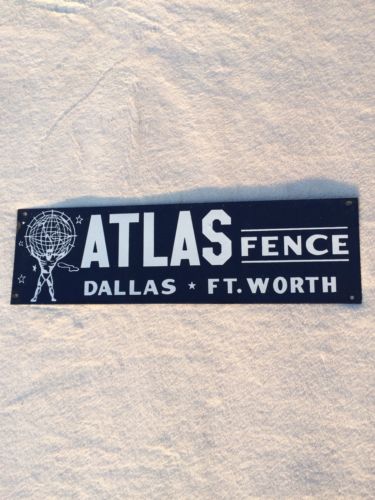 ATLAS FENCE
DALLAS ★ FT. WORTH